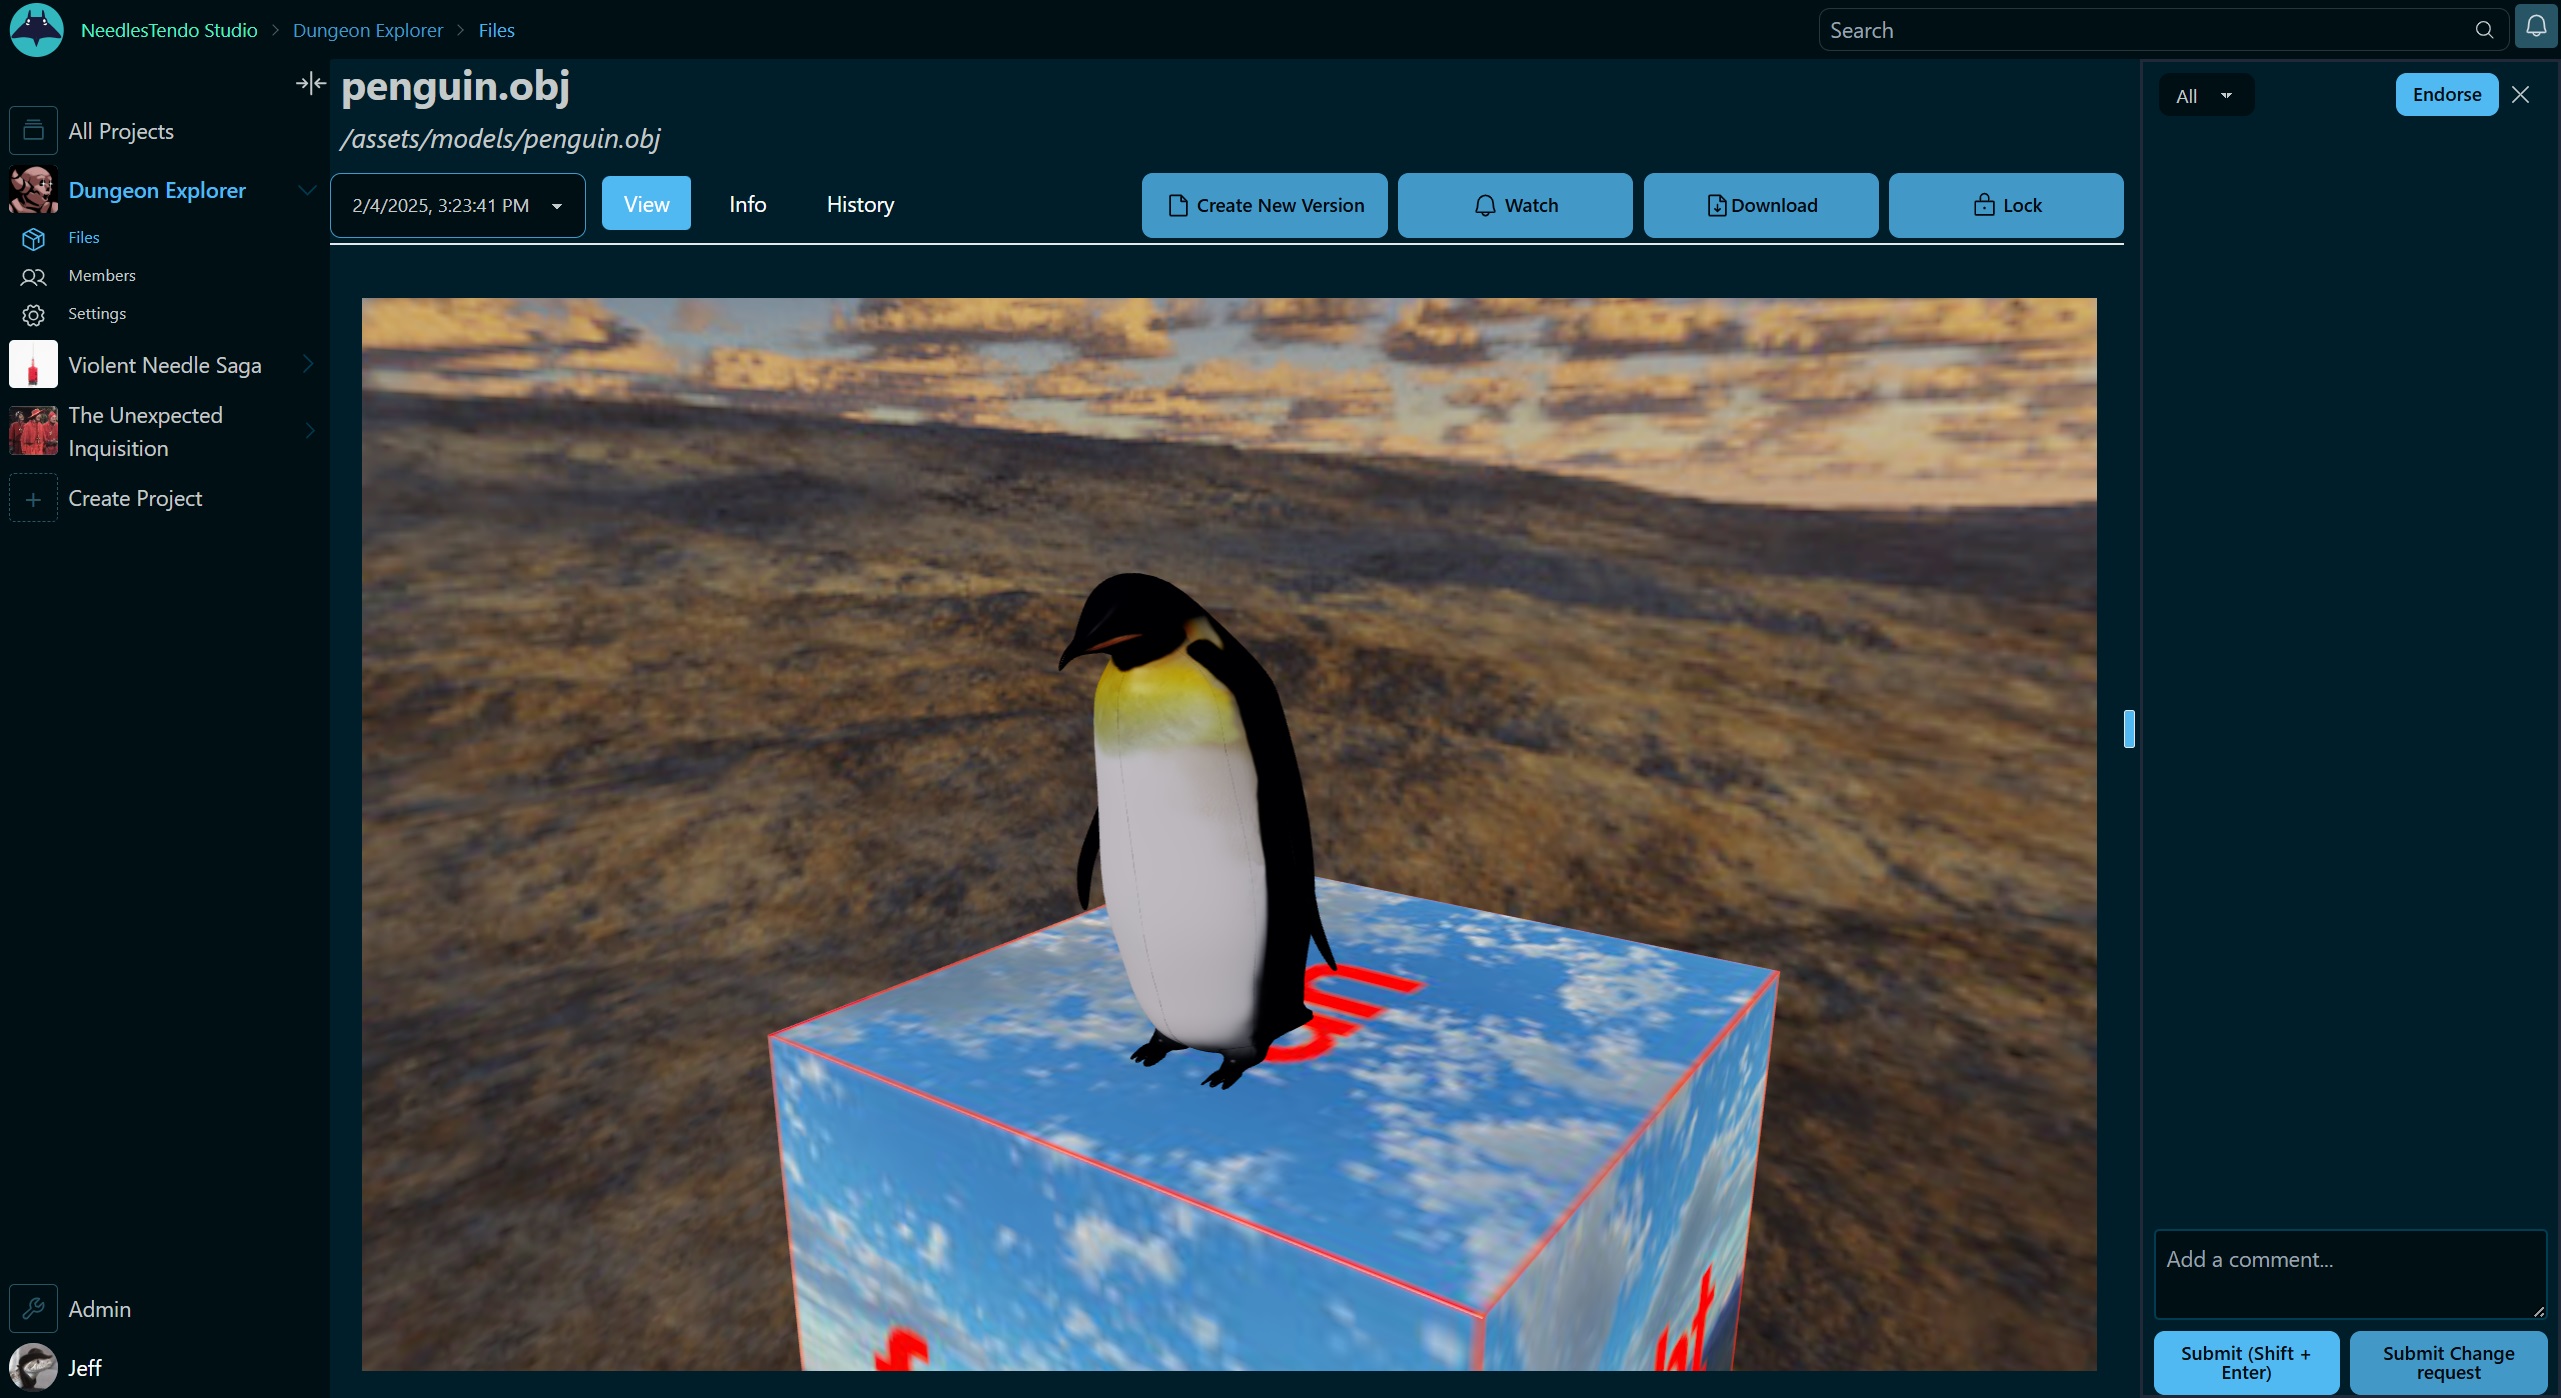 NeedlesTendo Studio > Dungeon Explorer > Files
Search
All Projects
Dungeon Explorer
Files
Members
Settings
Violent Needle Saga
The Unexpected
Inquisition
Create Project
Admin
Jeff
penguin.obj
/assets/models/penguin.obj
2/4/2025, 3:23:41 PM
View
Info
History
Create New Version
Watch
Download
Lock
All
Endorse
Add a comment...
Submit (Shift +
Enter)
Submit Change
request